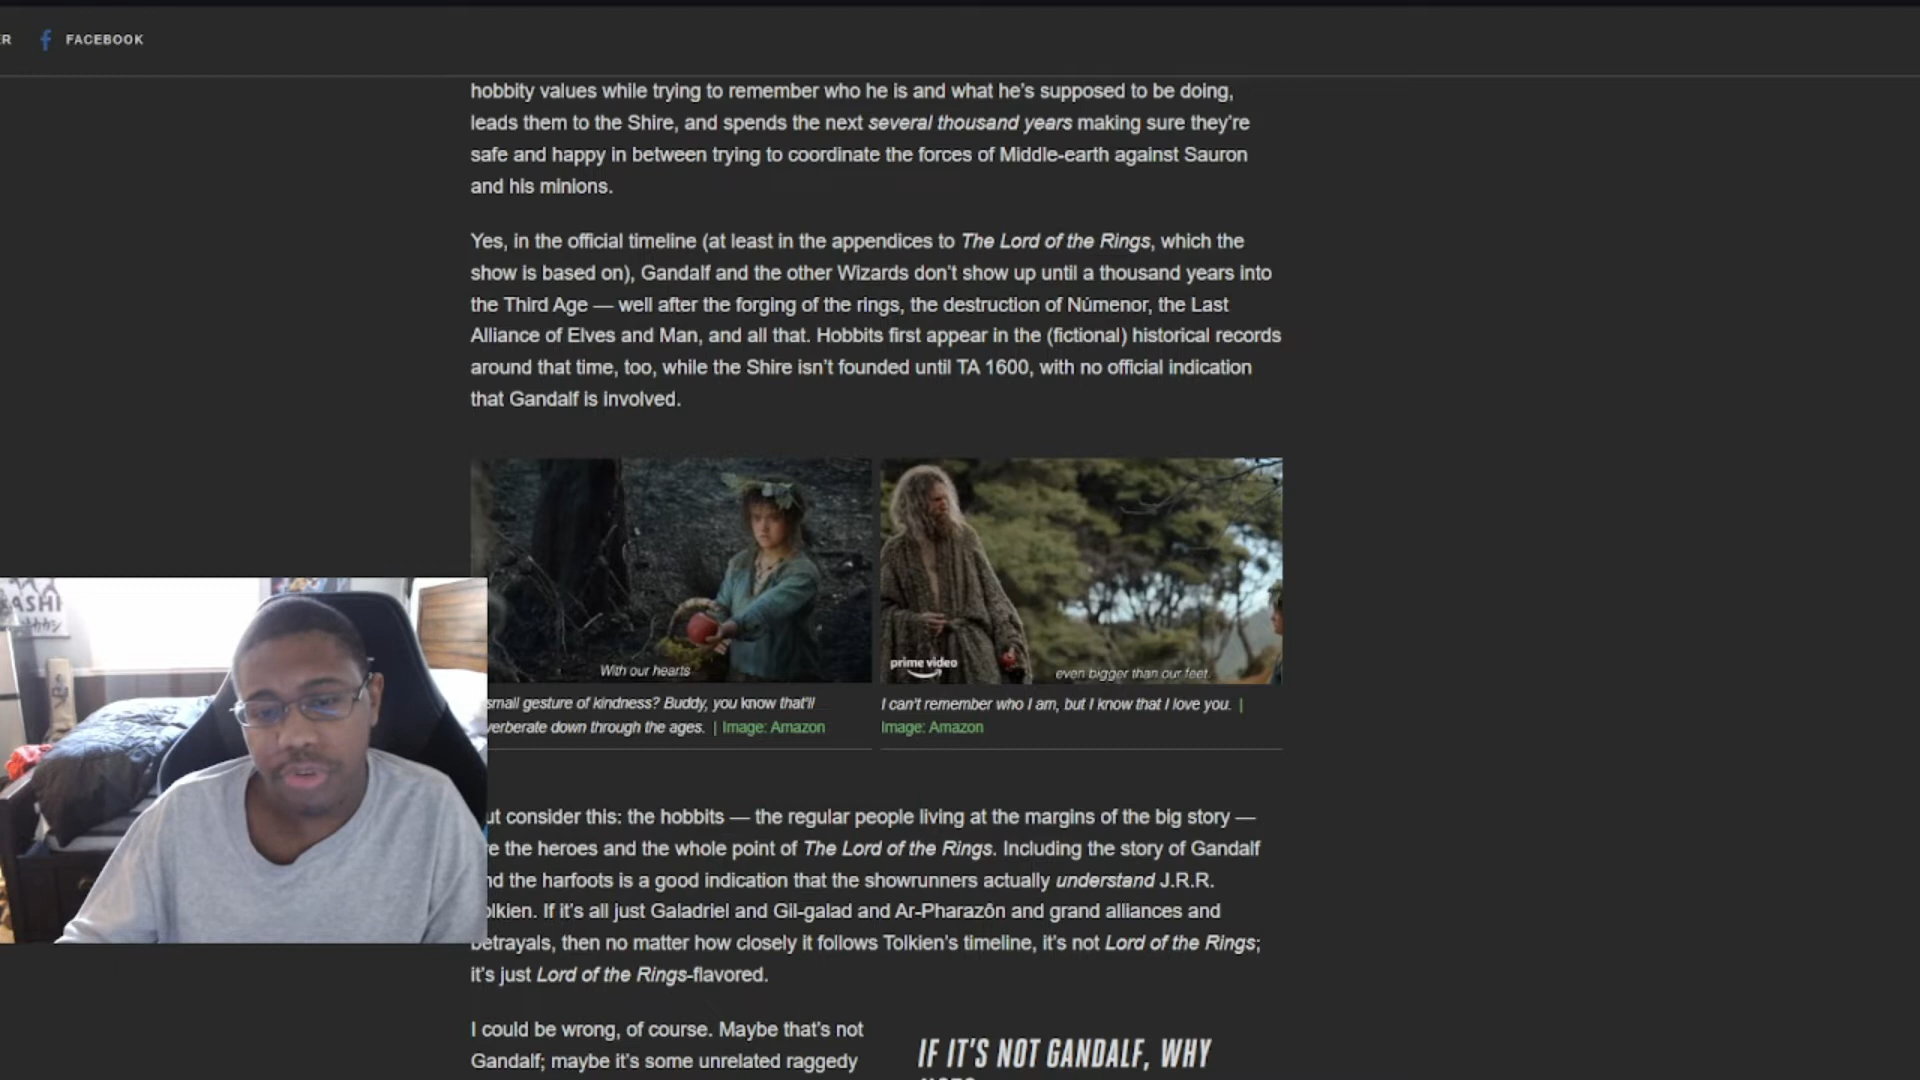 R
FACEBOOK
hobbity values while trying to remember who he is and what he's supposed to be doing,
leads them to the Shire, and spends the next several thousand years making sure they're
safe and happy in between trying to coordinate the forces of Middle-earth against Sauron
and his minions.
Yes, in the official timeline (at least in the appendices to The Lord of the Rings, which the
show is based on), Gandalf and the other Wizards don't show up until a thousand years into
the Third Age — well after the forging of the rings, the destruction of Númenor, the Last
Alliance of Elves and Man, and all that. Hobbits first appear in the (fictional) historical records
around that time, too, while the Shire isn't founded until TA 1600, with no official indication
that Gandalf is involved.
With our hearts
prime video
even bigger than our feet.
small gesture of kindness? Buddy, you know that'll
verberate down through the ages. | Image: Amazon
I can't remember who I am, but I know that I love you. |
Image: Amazon
ASHI
カカシ
ut consider this: the hobbits — the regular people living at the margins of the big story —
re the heroes and the whole point of The Lord of the Rings. Including the story of Gandalf
nd the harfoots is a good indication that the showrunners actually understand J.R.R.
olkien. If it's all just Galadriel and Gil-galad and Ar-Pharazôn and grand alliances and
betrayals, then no matter how closely it follows Tolkien's timeline, it's not Lord of the Rings;
it's just Lord of the Rings-flavored.
I could be wrong, of course. Maybe that's not
Gandalf; maybe it's some unrelated raggedy
IF IT'S NOT GANDALF, WHY